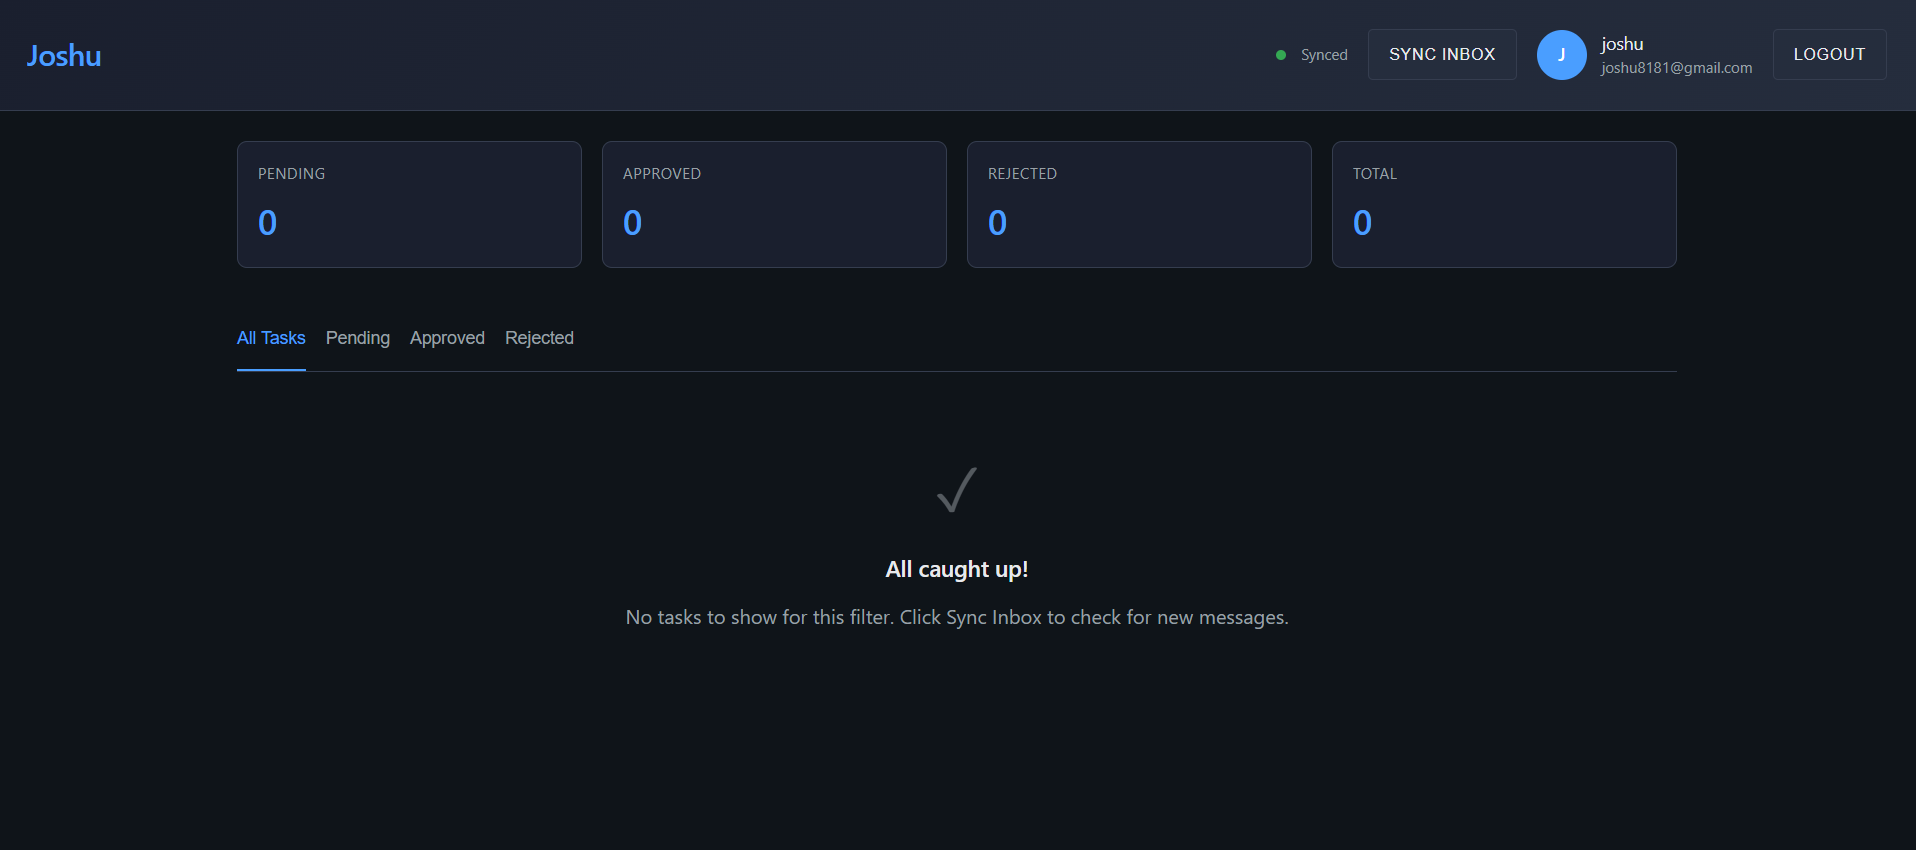 Joshu
Synced
SYNC INBOX
J
joshu
joshu8181@gmail.com
LOGOUT
PENDING
0
APPROVED
0
REJECTED
0
TOTAL
0
All Tasks
Pending
Approved
Rejected
All caught up!
No tasks to show for this filter. Click Sync Inbox to check for new messages.